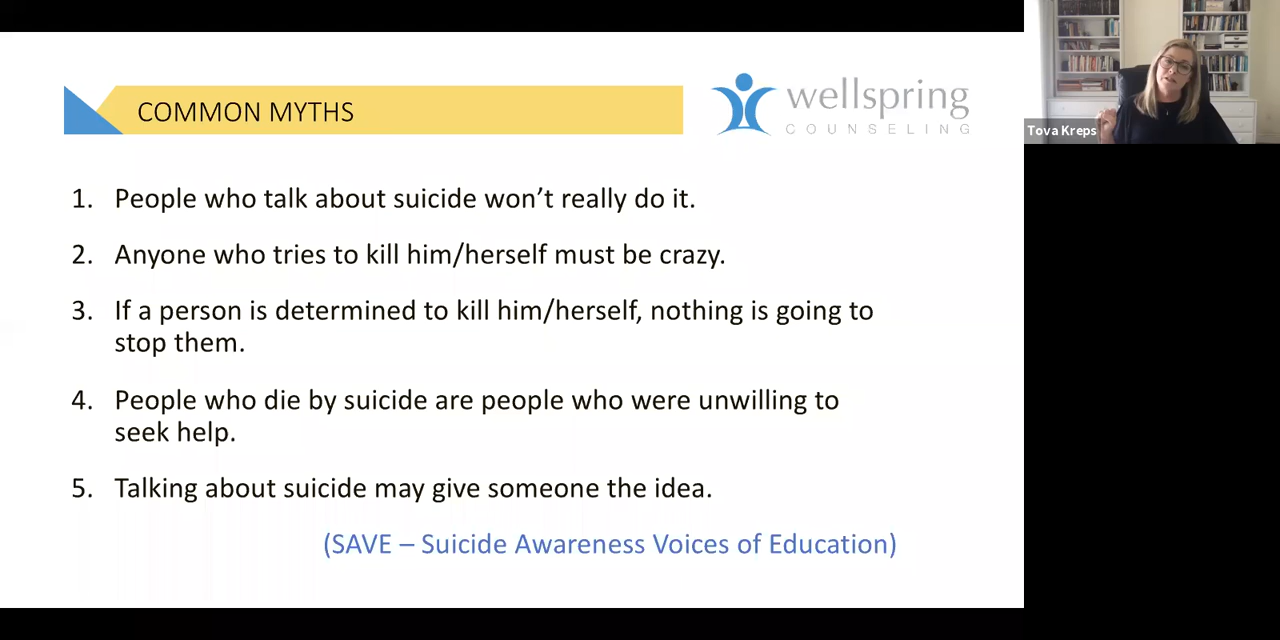 COMMON MYTHS
wellspring
COUNSELING
Tova Kreps
1. People who talk about suicide won’t really do it.
2. Anyone who tries to kill him/herself must be crazy.
3. If a person is determined to kill him/herself, nothing is going to
stop them.
4. People who die by suicide are people who were unwilling to
seek help.
5. Talking about suicide may give someone the idea.
(SAVE – Suicide Awareness Voices of Education)